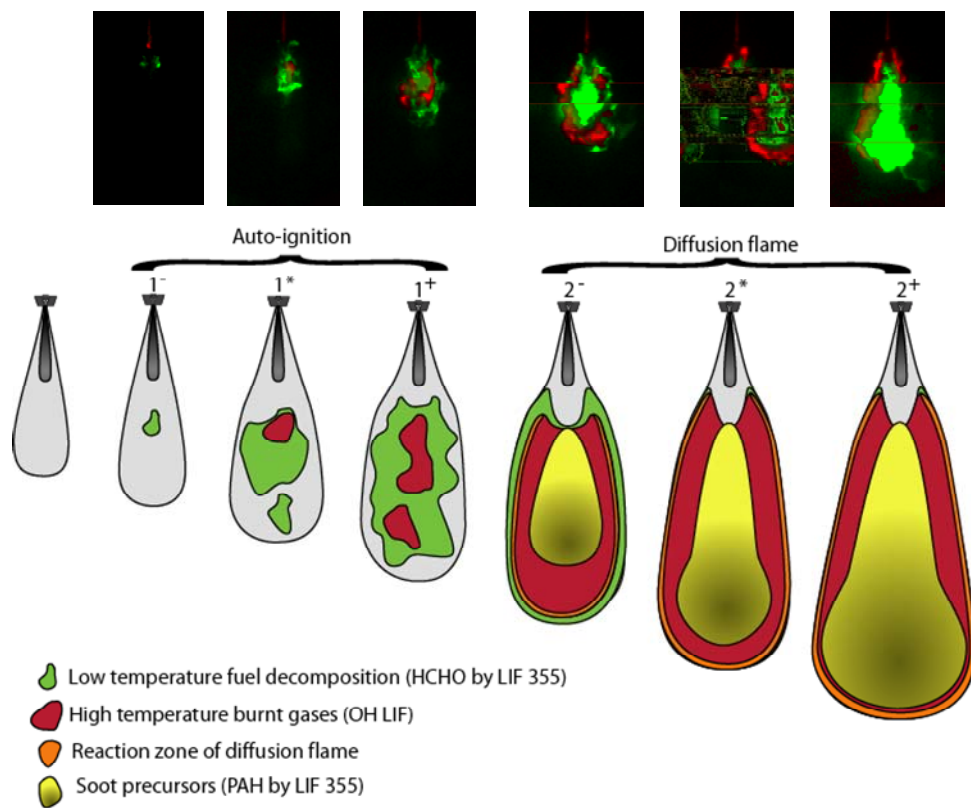 Auto-ignition
Diffusion flame
1⁻
1*
1⁺
2⁻
2*
2⁺
Low temperature fuel decomposition (HCHO by LIF 355)
High temperature burnt gases (OH LIF)
Reaction zone of diffusion flame
Soot precursors (PAH by LIF 355)